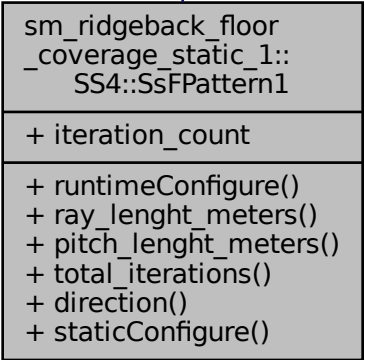 sm_ridgeback_floor
_coverage_static_1::
SS4::SsFPattern1
+ iteration_count
+ runtimeConfigure()
+ ray_lenght_meters()
+ pitch_lenght_meters()
+ total_iterations()
+ direction()
+ staticConfigure()